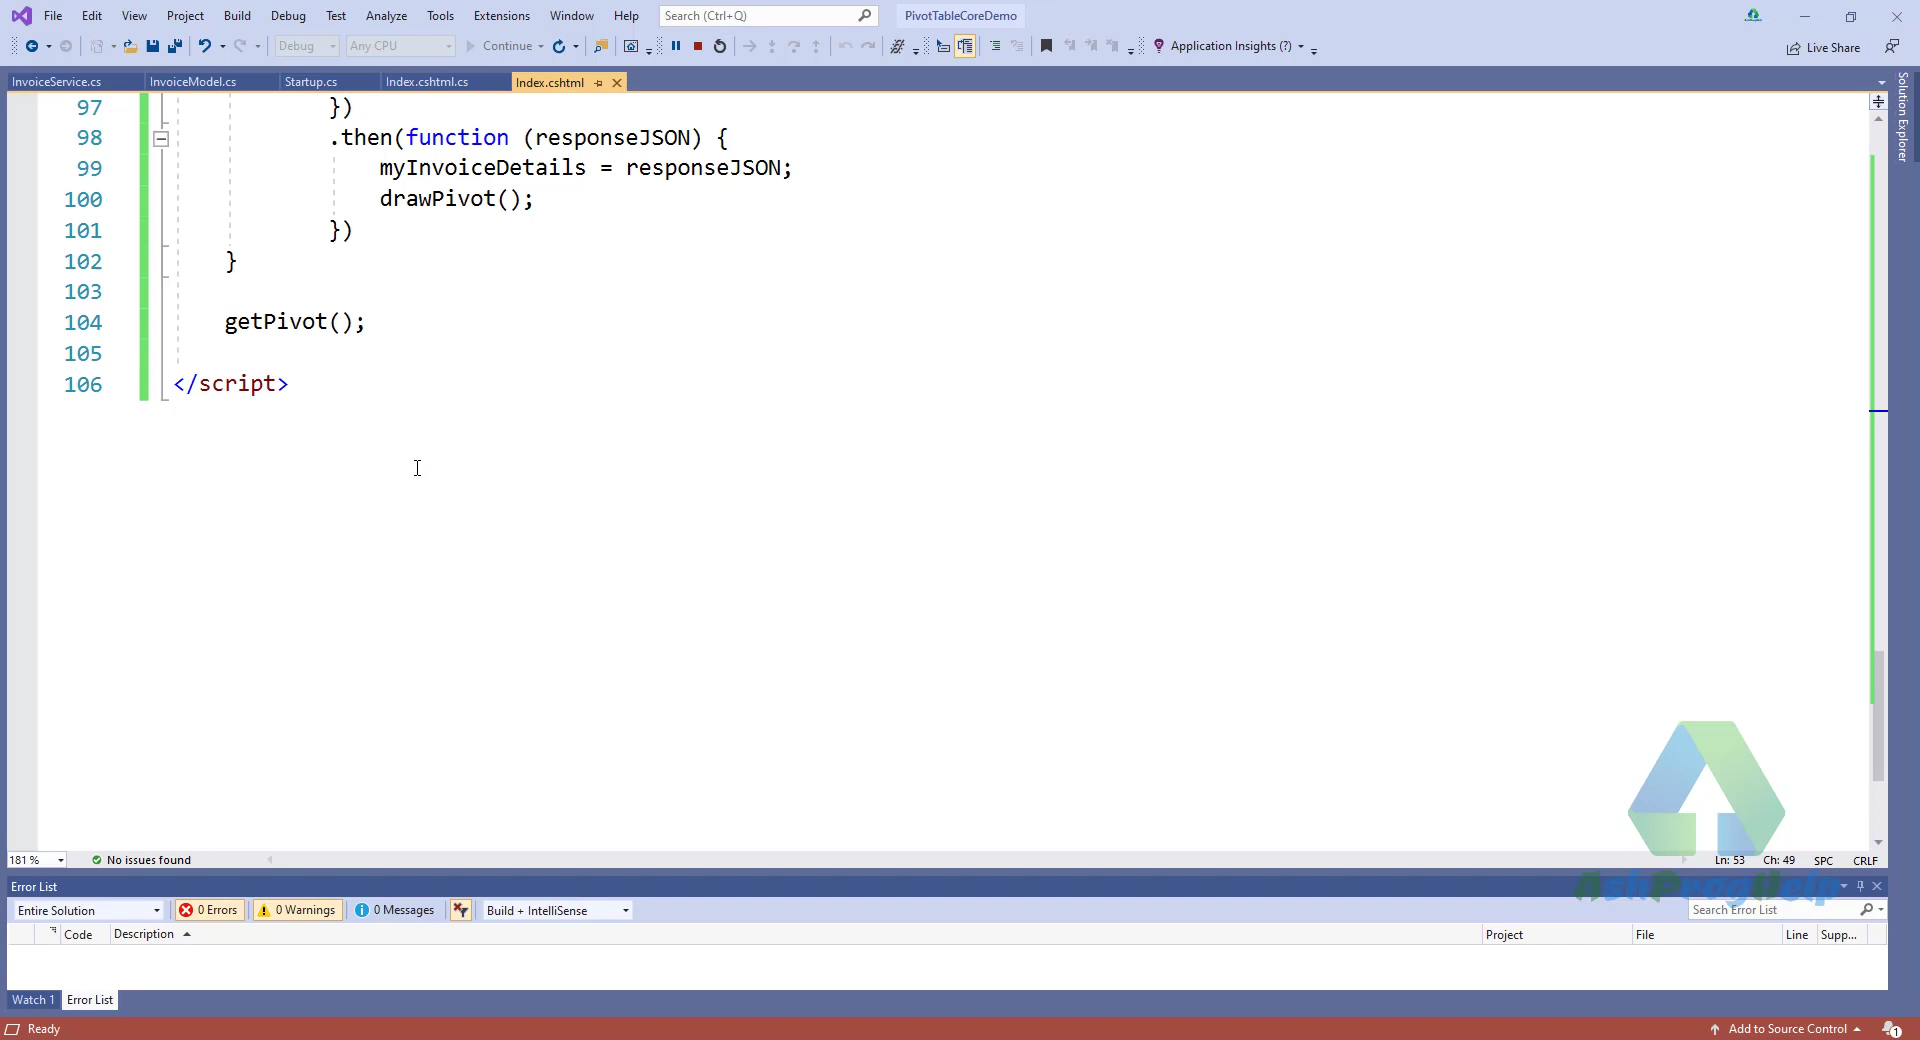 File Edit View Project Build Debug Test Analyze Tools Extensions Window Help Search (Ctrl+Q) PivotTableCoreDemo
Debug Any CPU Continue Application Insights (?) Live Share
InvoiceService.cs InvoiceModel.cs Startup.cs Index.cshtml.cs Index.cshtml
Solution Explorer
97 })
98 .then(function (responseJSON) {
99 myInvoiceDetails = responseJSON;
100 drawPivot();
101 })
102 }
103
104 getPivot();
105
106 </script>
181 % No issues found Ln: 53 Ch: 49 SPC CRLF
Error List
AshProgHelp
Entire Solution 0 Errors 0 Warnings 0 Messages Build + IntelliSense Search Error List
Code Description Project File Line Supp...
Watch 1 Error List
Ready Add to Source Control 1